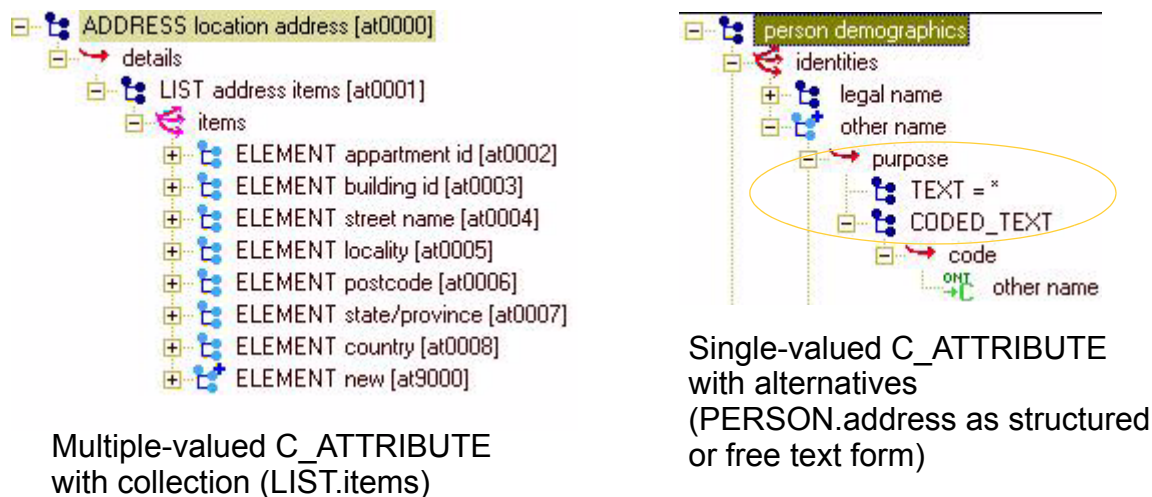 ADDRESS location address [at0000]
details
LIST address items [at0001]
items
ELEMENT appartment id [at0002]
ELEMENT building id [at0003]
ELEMENT street name [at0004]
ELEMENT locality [at0005]
ELEMENT postcode [at0006]
ELEMENT state/province [at0007]
ELEMENT country [at0008]
ELEMENT new [at9000]
Multiple-valued C_ATTRIBUTE
with collection (LIST.items)
person demographics
identities
legal name
other name
purpose
TEXT = *
CODED_TEXT
code
ONT C other name
Single-valued C_ATTRIBUTE
with alternatives
(PERSON.address as structured
or free text form)